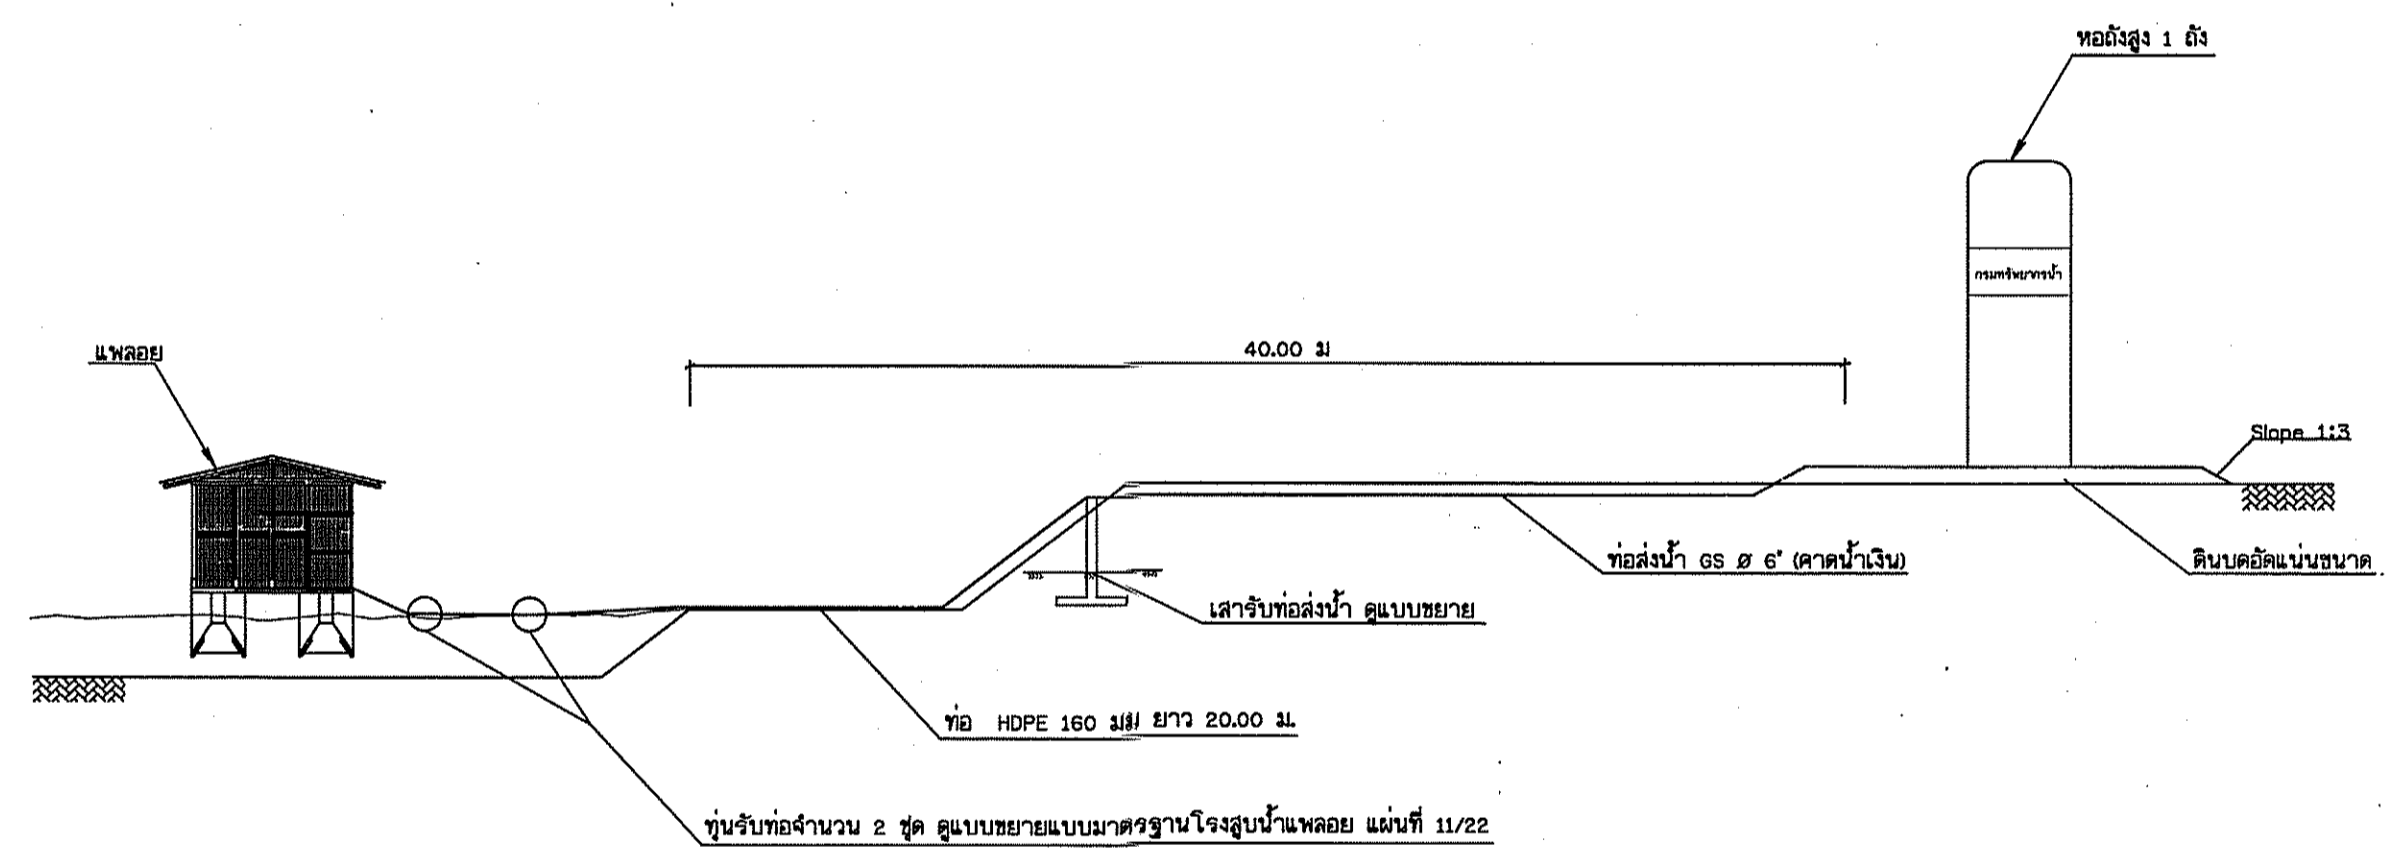 หอถังสูง 1 ถัง
กรมทรัพยากรน้ำ
40.00 ม
แพลอย
Slope 1:3
ท่อส่งน้ำ GS Ø 6" (คาดน้ำเงิน)
ดินบดอัดแน่นขนาด
เสารับท่อส่งน้ำ ดูแบบขยาย
ท่อ HDPE 160 มม ยาว 20.00 ม.
ทุ่นรับท่อจำนวน 2 ชุด ดูแบบขยายแบบมาตรฐานโรงสูบน้ำแพลอย แผ่นที่ 11/22